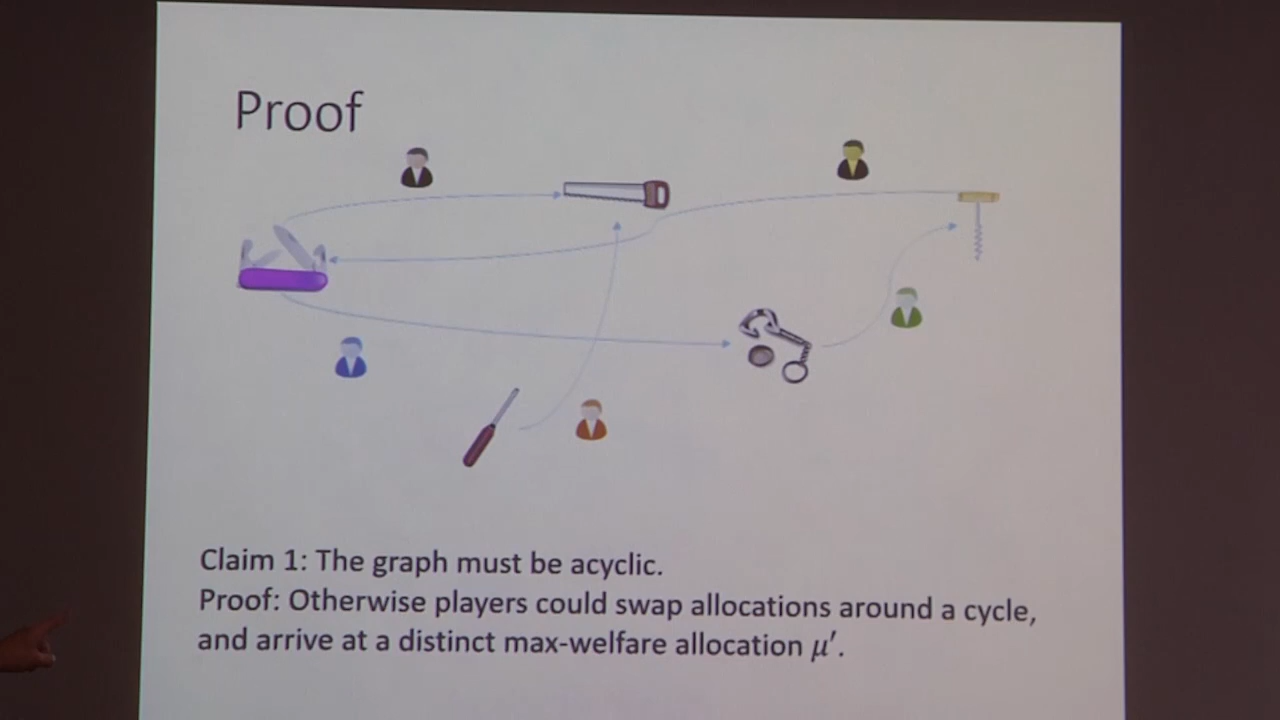 Proof
Claim 1: The graph must be acyclic.
Proof: Otherwise players could swap allocations around a cycle,
and arrive at a distinct max-welfare allocation μ′.